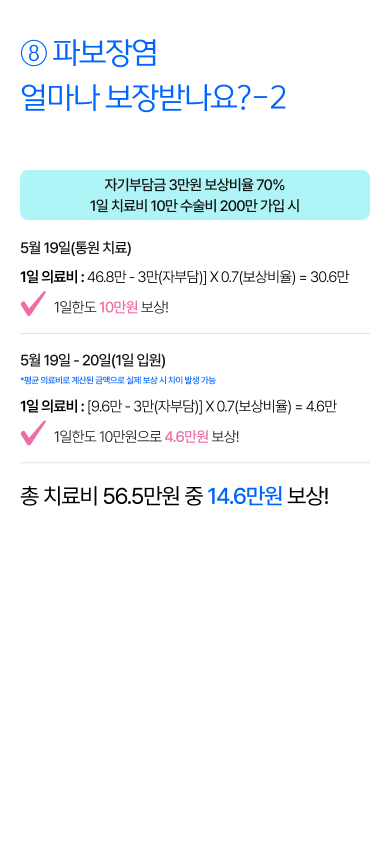 ⑧ 파보장염
얼마나 보장받나요?-2
자기부담금 3만원 보상비율 70%
1일 치료비 10만 수술비 200만 가입 시
5월 19일(통원 치료)
1일 의료비 : 46.8만 - 3만(자부담)] X 0.7(보상비율) = 30.6만
1일한도 10만원 보상!
5월 19일 - 20일(1일 입원)
*평균 의료비로 계산된 금액으로 실제 보상 시 차이 발생 가능
1일 의료비 : [9.6만 - 3만(자부담)] X 0.7(보상비율) = 4.6만
1일한도 10만원으로 4.6만원 보상!
총 치료비 56.5만원 중 14.6만원 보상!